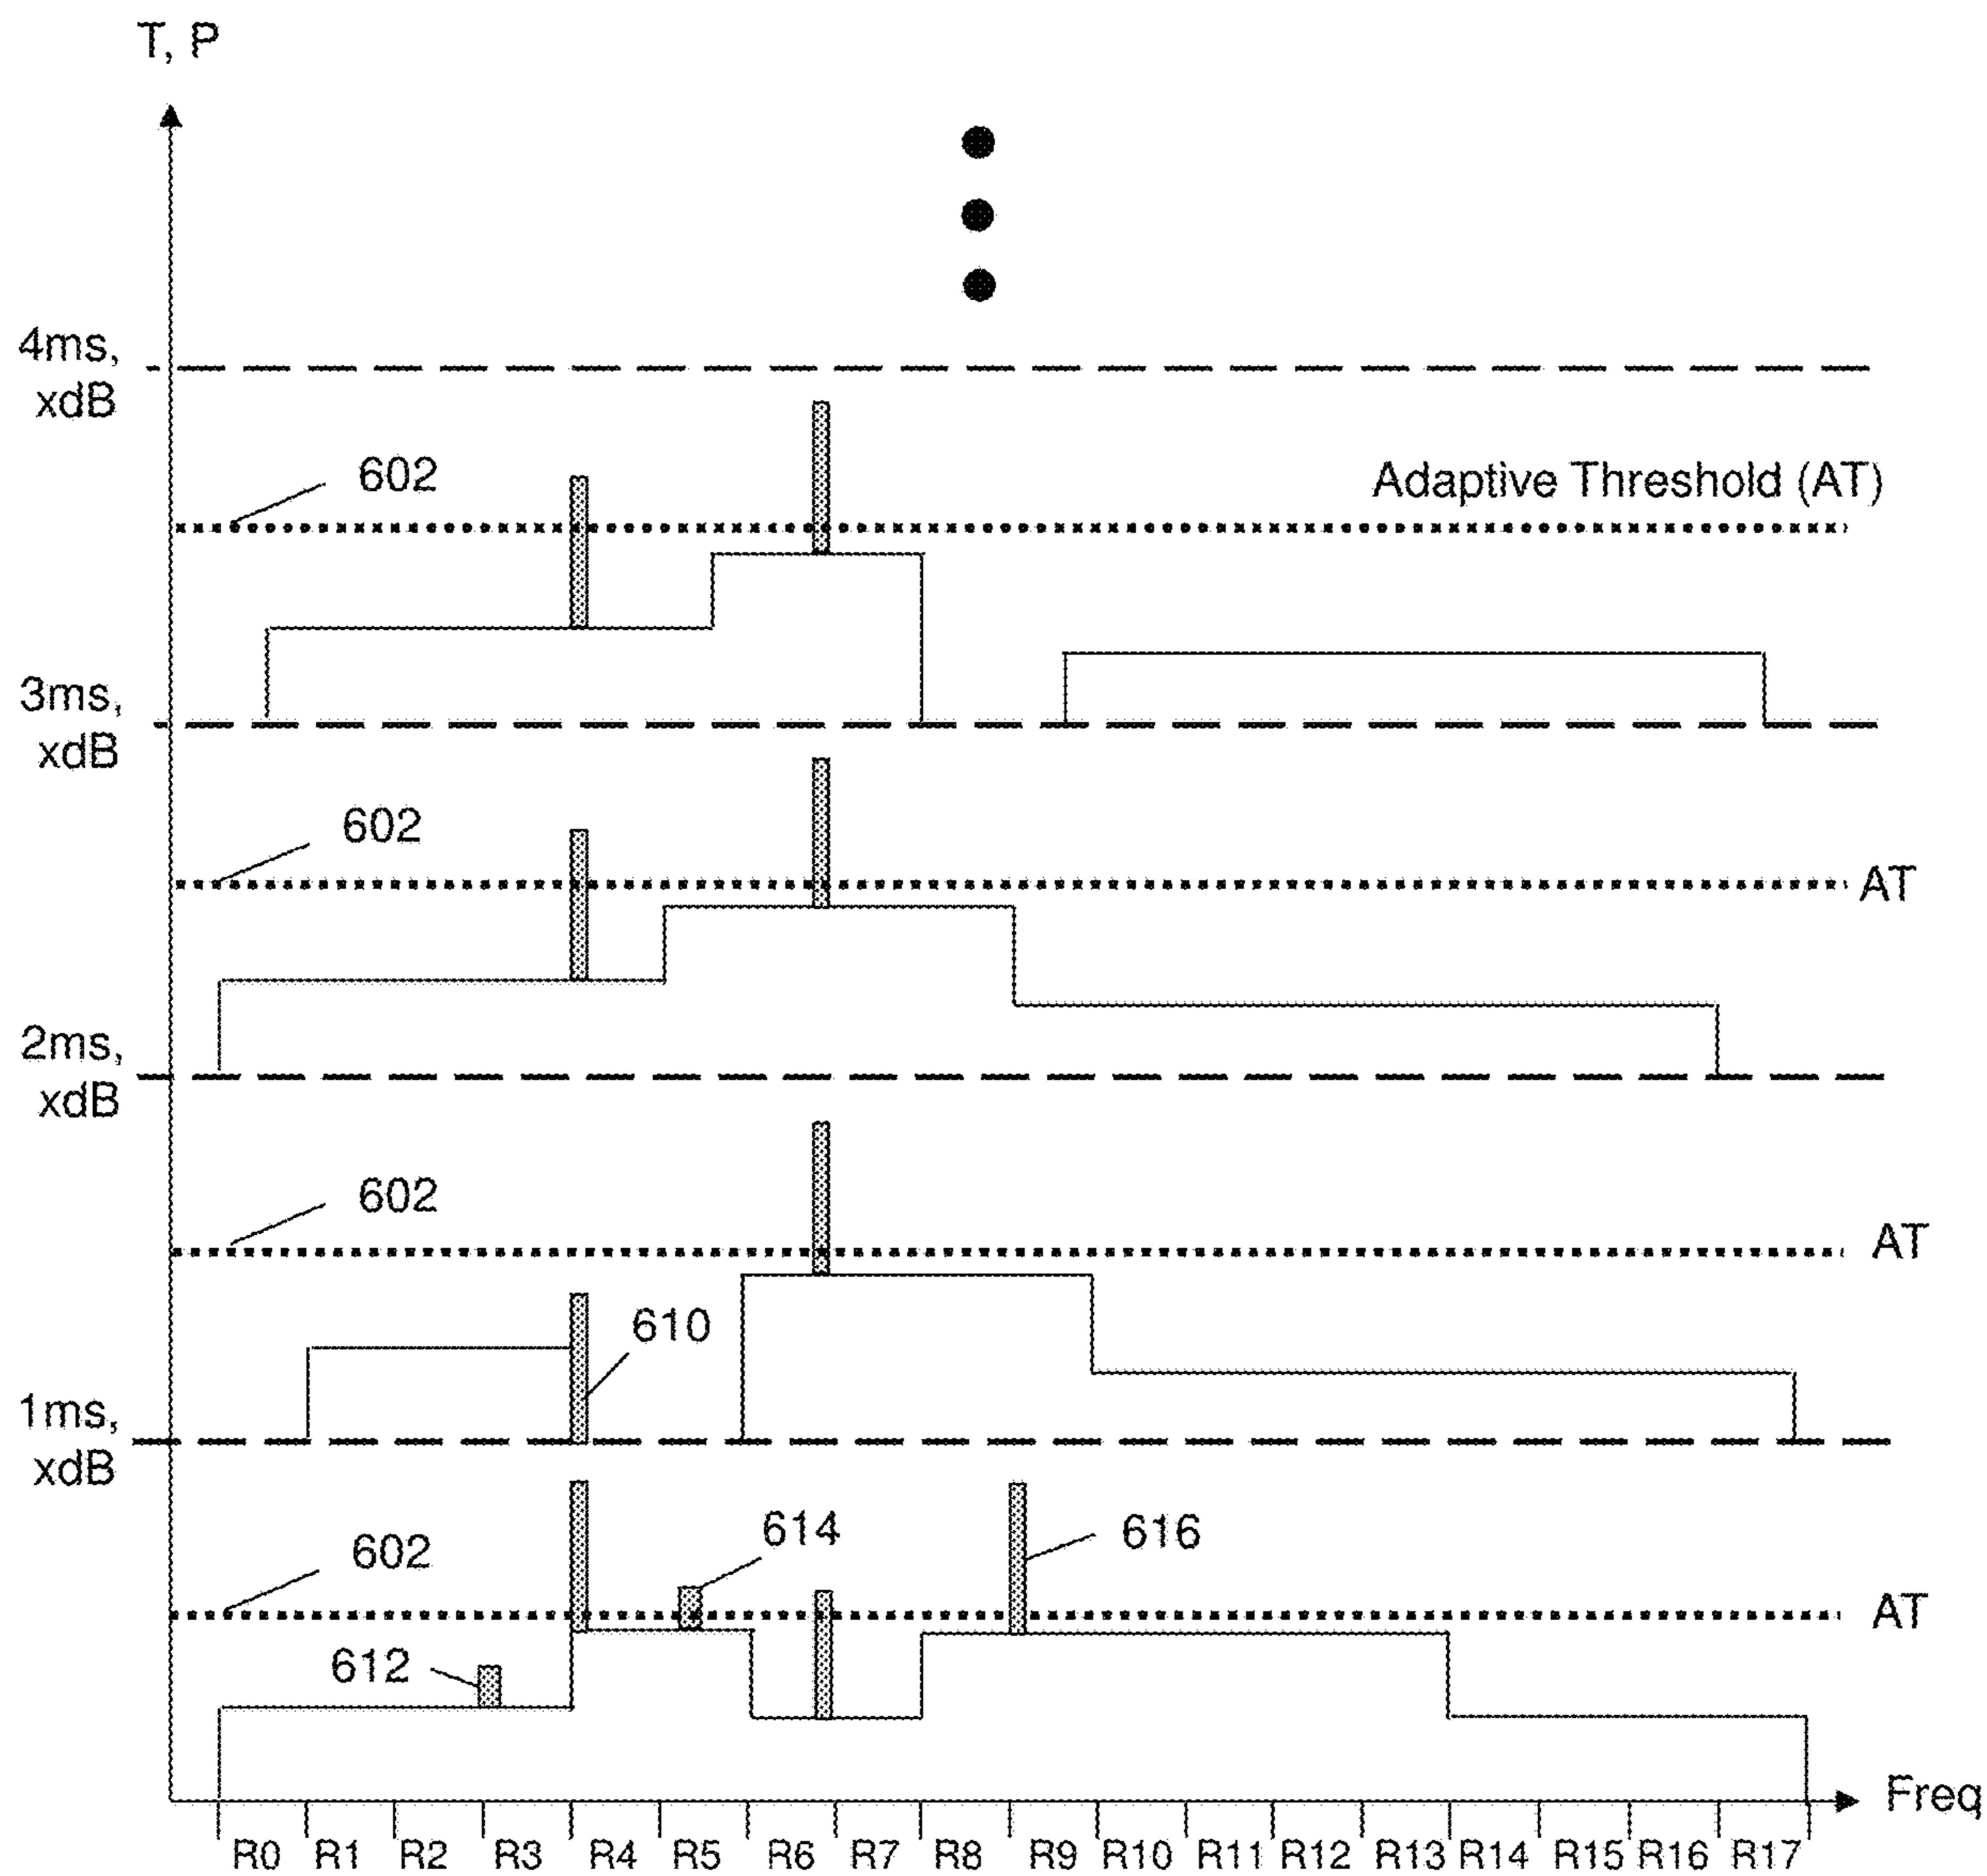 T, P
4ms,
xdB
602
Adaptive Threshold (AT)
3ms,
xdB
602
AT
2ms,
xdB
602
AT
610
1ms,
xdB
602
614
616
AT
612
Freq
R0 R1 R2 R3 R4 R5 R6 R7 R8 R9 R10 R11 R12 R13 R14 R15 R16 R17